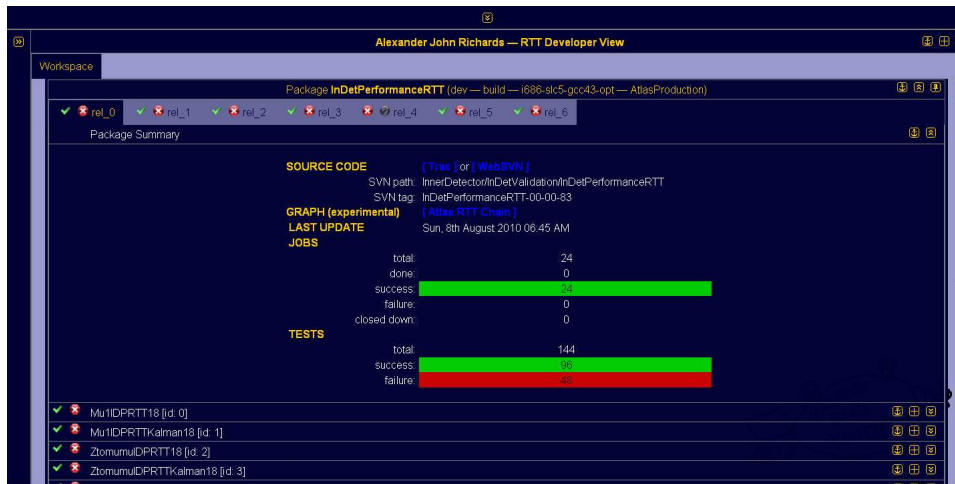 Alexander John Richards — RTT Developer View
Workspace
Package InDetPerformanceRTT (dev — build — i686-slc5-gcc43-opt — AtlasProduction)
rel_0 rel_1 rel_2 rel_3 rel_4 rel_5 rel_6
Package Summary
SOURCE CODE [ Trac ] or [ WebSVN ]
SVN path: InnerDetector/InDetValidation/InDetPerformanceRTT
SVN tag: InDetPerformanceRTT-00-00-83
GRAPH (experimental) [ Atlas RTT Chain ]
LAST UPDATE Sun, 8th August 2010 06:45 AM
JOBS
total: 24
done: 0
success: 24
failure: 0
closed down: 0
TESTS
total: 144
success: 96
failure: 48
Mu1IDPRTT18 [id: 0]
Mu1IDPRTTKalman18 [id: 1]
ZtomumuIDPRTT18 [id: 2]
ZtomumuIDPRTTKalman18 [id: 3]